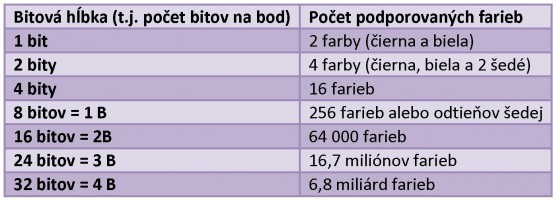 Bitová hĺbka (t.j. počet bitov na bod) Počet podporovaných farieb
1 bit 2 farby (čierna a biela)
2 bity 4 farby (čierna, biela a 2 šedé)
4 bity 16 farieb
8 bitov = 1 B 256 farieb alebo odtieňov šedej
16 bitov = 2B 64 000 farieb
24 bitov = 3 B 16,7 miliónov farieb
32 bitov = 4 B 6,8 miliárd farieb